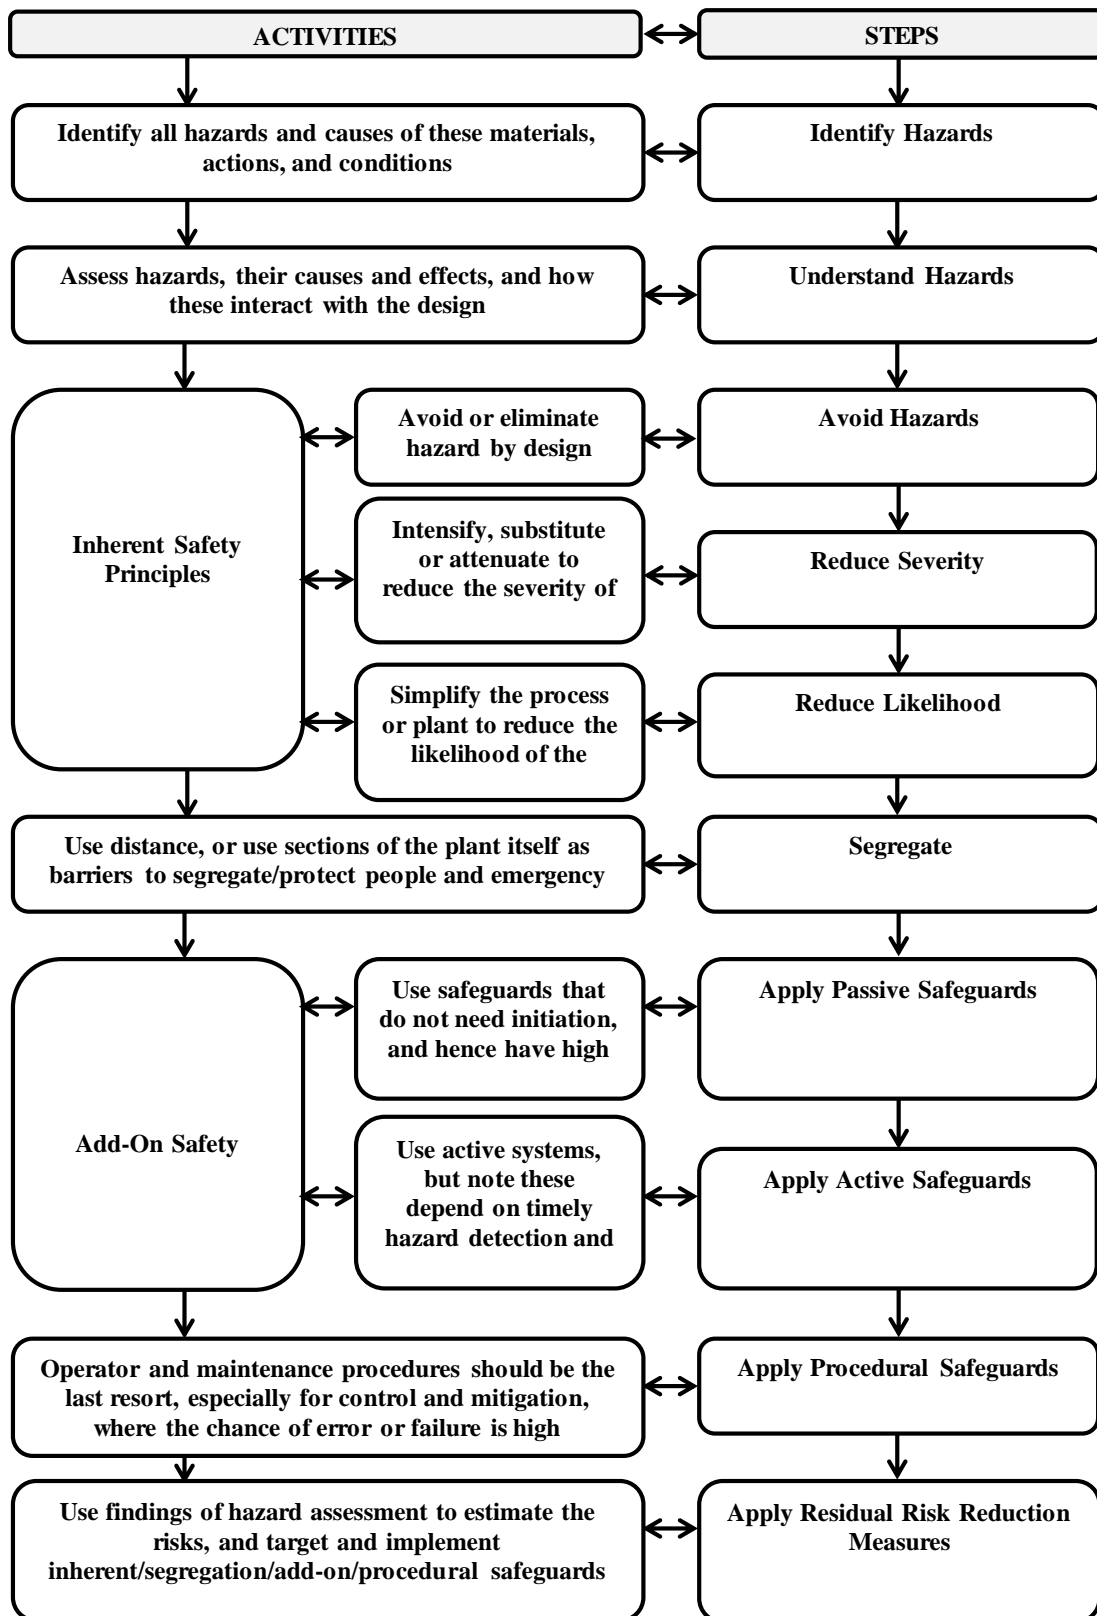 ACTIVITIES
STEPS
Identify all hazards and causes of these materials,
actions, and conditions
Identify Hazards
Assess hazards, their causes and effects, and how
these interact with the design
Understand Hazards
Inherent Safety
Principles
Avoid or eliminate
hazard by design
Avoid Hazards
Intensify, substitute
or attenuate to
reduce the severity of
Reduce Severity
Simplify the process
or plant to reduce the
likelihood of the
Reduce Likelihood
Use distance, or use sections of the plant itself as
barriers to segregate/protect people and emergency
Segregate
Add-On Safety
Use safeguards that
do not need initiation,
and hence have high
Apply Passive Safeguards
Use active systems,
but note these
depend on timely
hazard detection and
Apply Active Safeguards
Operator and maintenance procedures should be the
last resort, especially for control and mitigation,
where the chance of error or failure is high
Apply Procedural Safeguards
Use findings of hazard assessment to estimate the
risks, and target and implement
inherent/segregation/add-on/procedural safeguards
Apply Residual Risk Reduction
Measures